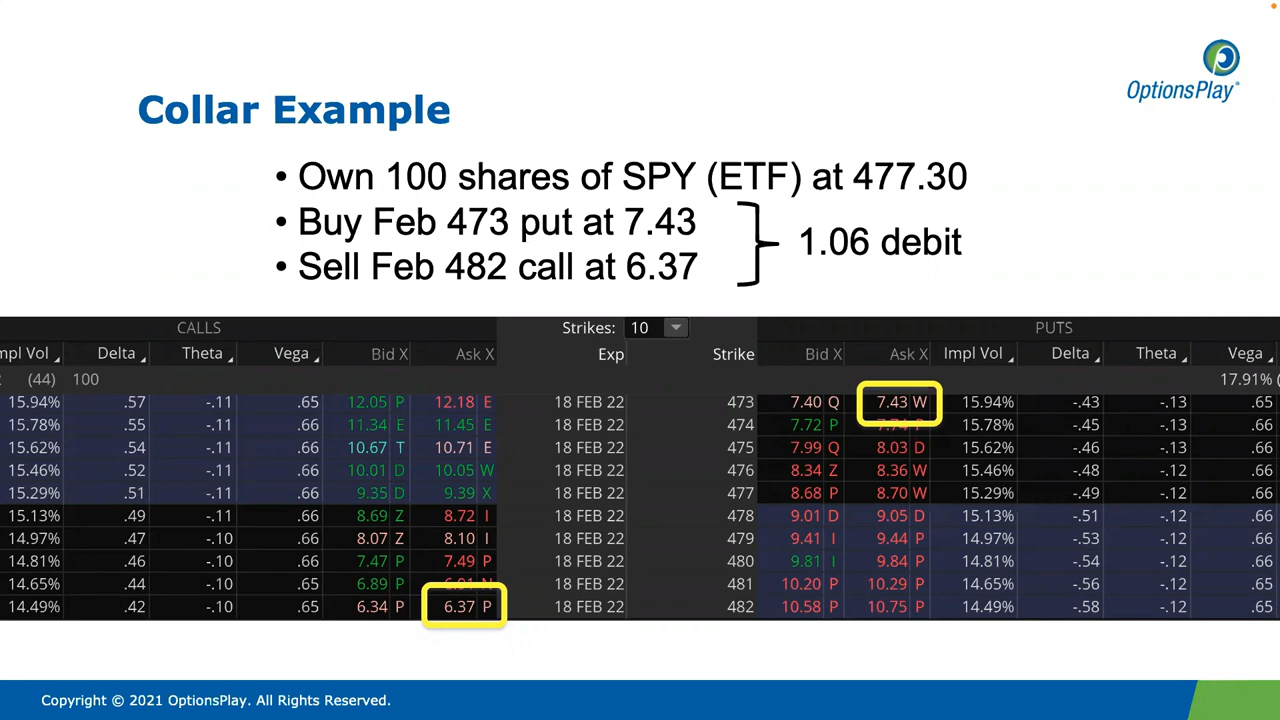 OptionsPlay®
Collar Example
• Own 100 shares of SPY (ETF) at 477.30
• Buy Feb 473 put at 7.43
• Sell Feb 482 call at 6.37
1.06 debit
CALLS Strikes: 10 PUTS
mpl Vol Delta Theta Vega Bid X Ask X Exp Strike Bid X Ask X Impl Vol Delta Theta Vega
(44) 100 17.91% (
15.94% .57 -.11 .65 12.05 P 12.18 E 18 FEB 22 473 7.40 Q 7.43 W 15.94% -.43 -.13 .65
15.78% .55 -.11 .66 11.34 E 11.45 E 18 FEB 22 474 7.72 P 7.74 P 15.78% -.45 -.13 .66
15.62% .54 -.11 .66 10.67 T 10.71 E 18 FEB 22 475 7.99 Q 8.03 D 15.62% -.46 -.13 .66
15.46% .52 -.11 .66 10.01 D 10.05 W 18 FEB 22 476 8.34 Z 8.36 W 15.46% -.48 -.12 .66
15.29% .51 -.11 .66 9.35 D 9.39 X 18 FEB 22 477 8.68 P 8.70 W 15.29% -.49 -.12 .66
15.13% .49 -.11 .66 8.69 Z 8.72 I 18 FEB 22 478 9.01 D 9.05 D 15.13% -.51 -.12 .66
14.97% .47 -.10 .66 8.07 Z 8.10 I 18 FEB 22 479 9.41 I 9.44 P 14.97% -.53 -.12 .66
14.81% .46 -.10 .66 7.47 P 7.49 P 18 FEB 22 480 9.81 I 9.84 P 14.81% -.54 -.12 .66
14.65% .44 -.10 .65 6.89 P 6.91 N 18 FEB 22 481 10.20 P 10.29 P 14.65% -.56 -.12 .66
14.49% .42 -.10 .65 6.34 P 6.37 P 18 FEB 22 482 10.58 P 10.75 P 14.49% -.58 -.12 .65
Copyright © 2021 OptionsPlay. All Rights Reserved.